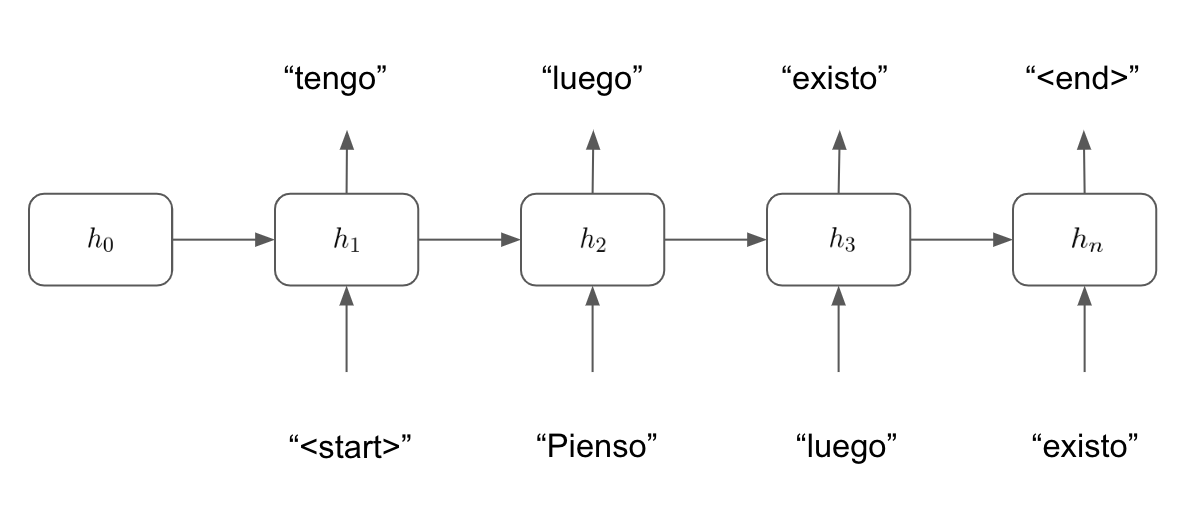 “tengo” “luego” “existo” “<end>”
h₀ h₁ h₂ h₃ hₙ
“<start>” “Pienso” “luego” “existo”